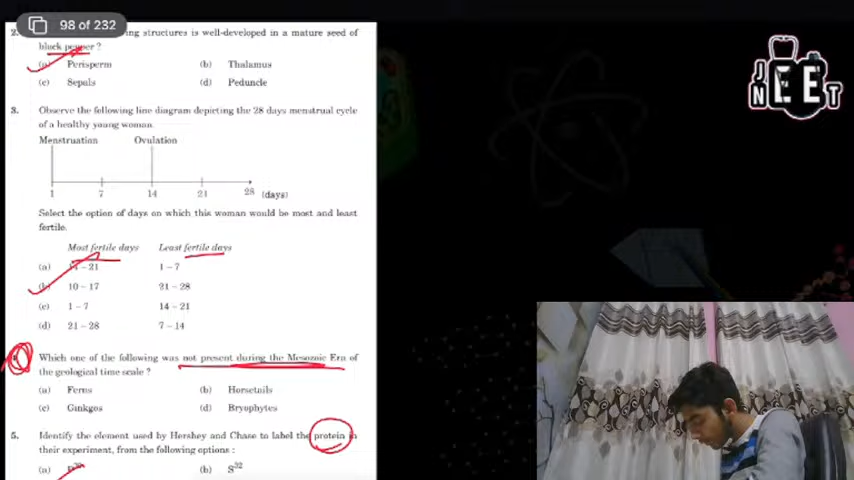 98 of 232
2.
ing structures is well-developed in a mature seed of
black pepper ?
(a) Perisperm (b) Thalamus
(c) Sepals (d) Peduncle
3. Observe the following line diagram depicting the 28 days menstrual cycle
of a healthy young woman.
Menstruation Ovulation
1 7 14 21 28 (days)
Select the option of days on which this woman would be most and least
fertile.
Most fertile days Least fertile days
(a) 14 – 21 1 – 7
(b) 10 – 17 21 – 28
(c) 1 – 7 14 – 21
(d) 21 – 28 7 – 14
Which one of the following was not present during the Mesozoic Era of
the geological time scale ?
(a) Ferns (b) Horsetails
(c) Ginkgos (d) Bryophytes
5. Identify the element used by Hershey and Chase to label the protein in
their experiment, from the following options :
(a) (b) S32
J
NEET